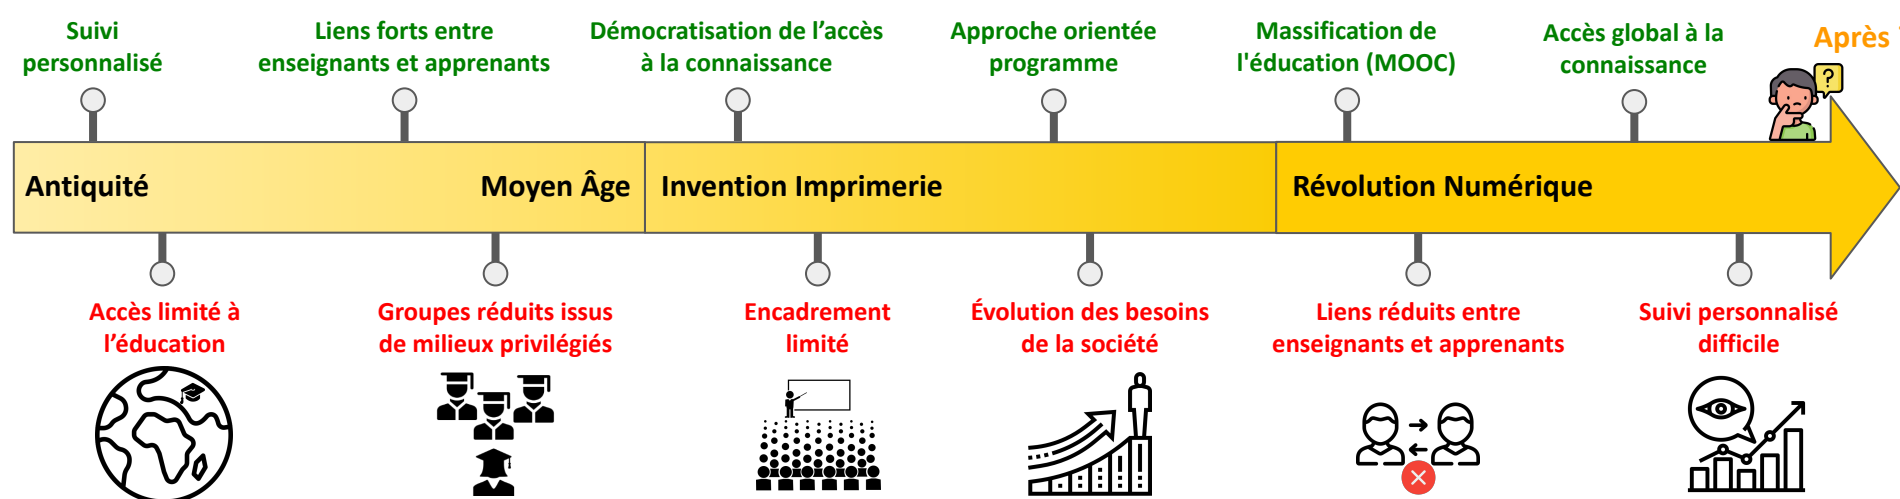 Suivi
personnalisé
Liens forts entre
enseignants et apprenants
Démocratisation de l’accès
à la connaissance
Approche orientée
programme
Massification de
l'éducation (MOOC)
Accès global à la
connaissance
Après
?
Antiquité
Moyen Âge
Invention Imprimerie
Révolution Numérique
Accès limité à
l’éducation
Groupes réduits issus
de milieux privilégiés
Encadrement
limité
Évolution des besoins
de la société
Liens réduits entre
enseignants et apprenants
Suivi personnalisé
difficile